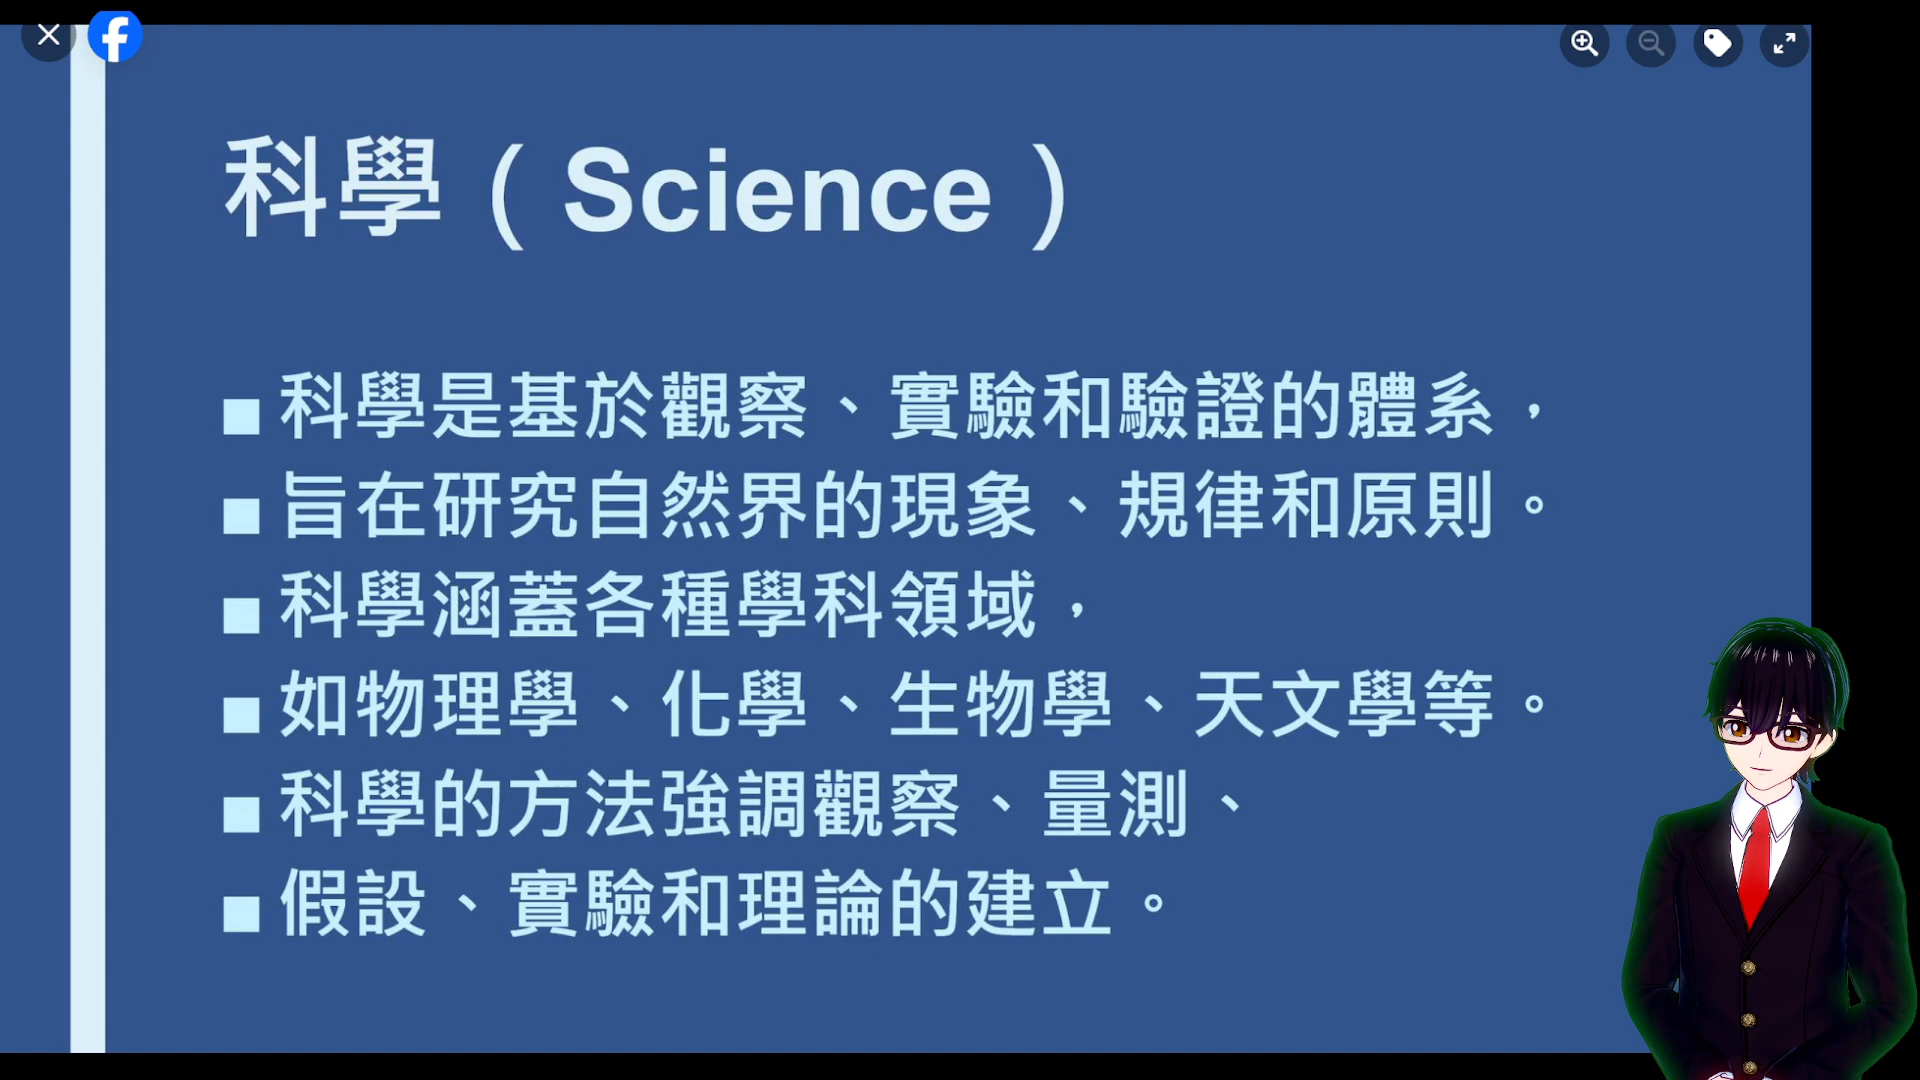 科學（Science）
科學是基於觀察、實驗和驗證的體系，
旨在研究自然界的現象、規律和原則。
科學涵蓋各種學科領域，
如物理學、化學、生物學、天文學等。
科學的方法強調觀察、量測、
假設、實驗和理論的建立。